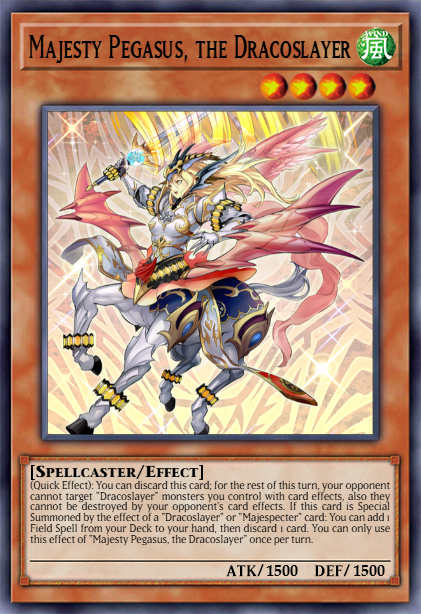 Majesty Pegasus, the Dracoslayer
WIND
風
[Spellcaster/Effect]
(Quick Effect): You can discard this card; for the rest of this turn, your opponent
cannot target "Dracoslayer" monsters you control with card effects, also they
cannot be destroyed by your opponent's card effects. If this card is Special
Summoned by the effect of a "Dracoslayer" or "Majespecter" card: You can add 1
Field Spell from your Deck to your hand, then discard 1 card. You can only use
this effect of "Majesty Pegasus, the Dracoslayer" once per turn.
ATK/1500 DEF/1500